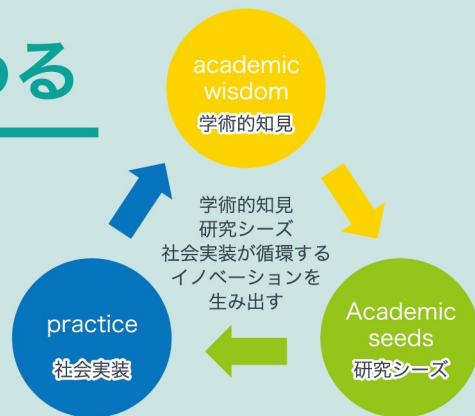 る
academic
wisdom
学術的知見
学術的知見
研究シーズ
社会実装が循環する
イノベーションを
生み出す
practice
社会実装
Academic
seeds
研究シーズ